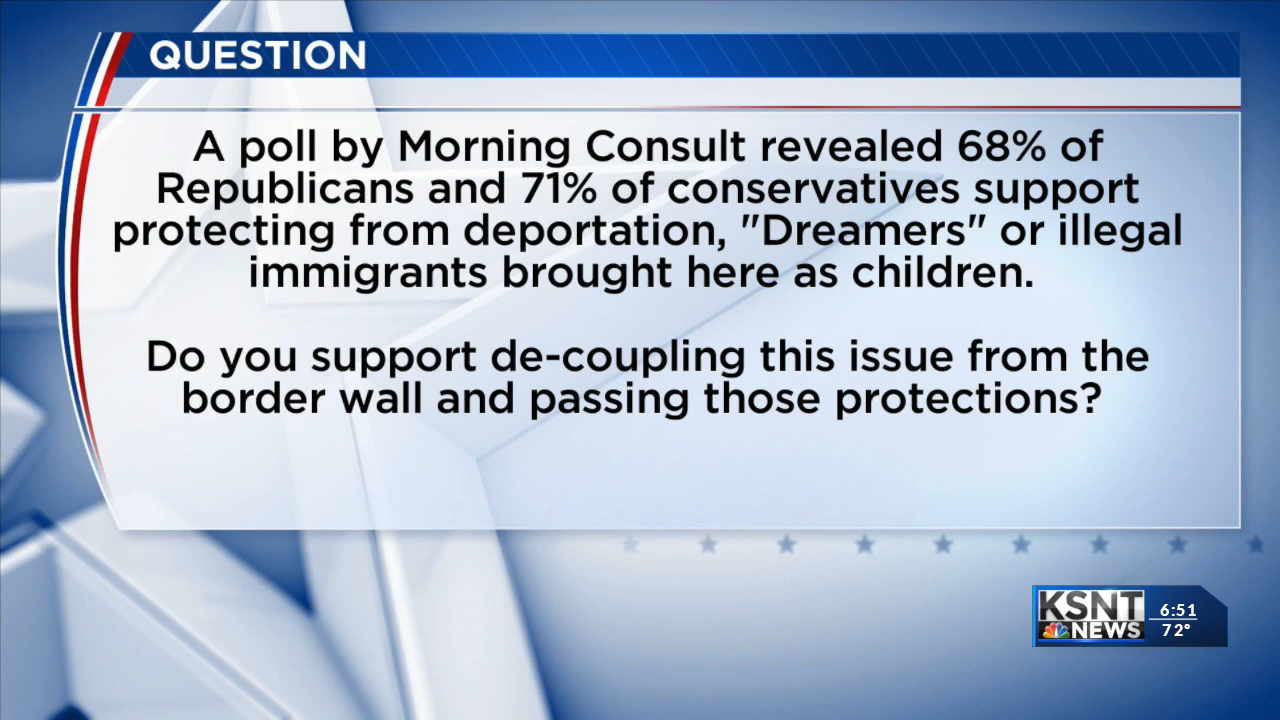 QUESTION
A poll by Morning Consult revealed 68% of
Republicans and 71% of conservatives support
protecting from deportation, "Dreamers" or illegal
immigrants brought here as children.
Do you support de-coupling this issue from the
border wall and passing those protections?
KSNT
NEWS
6:51
72°